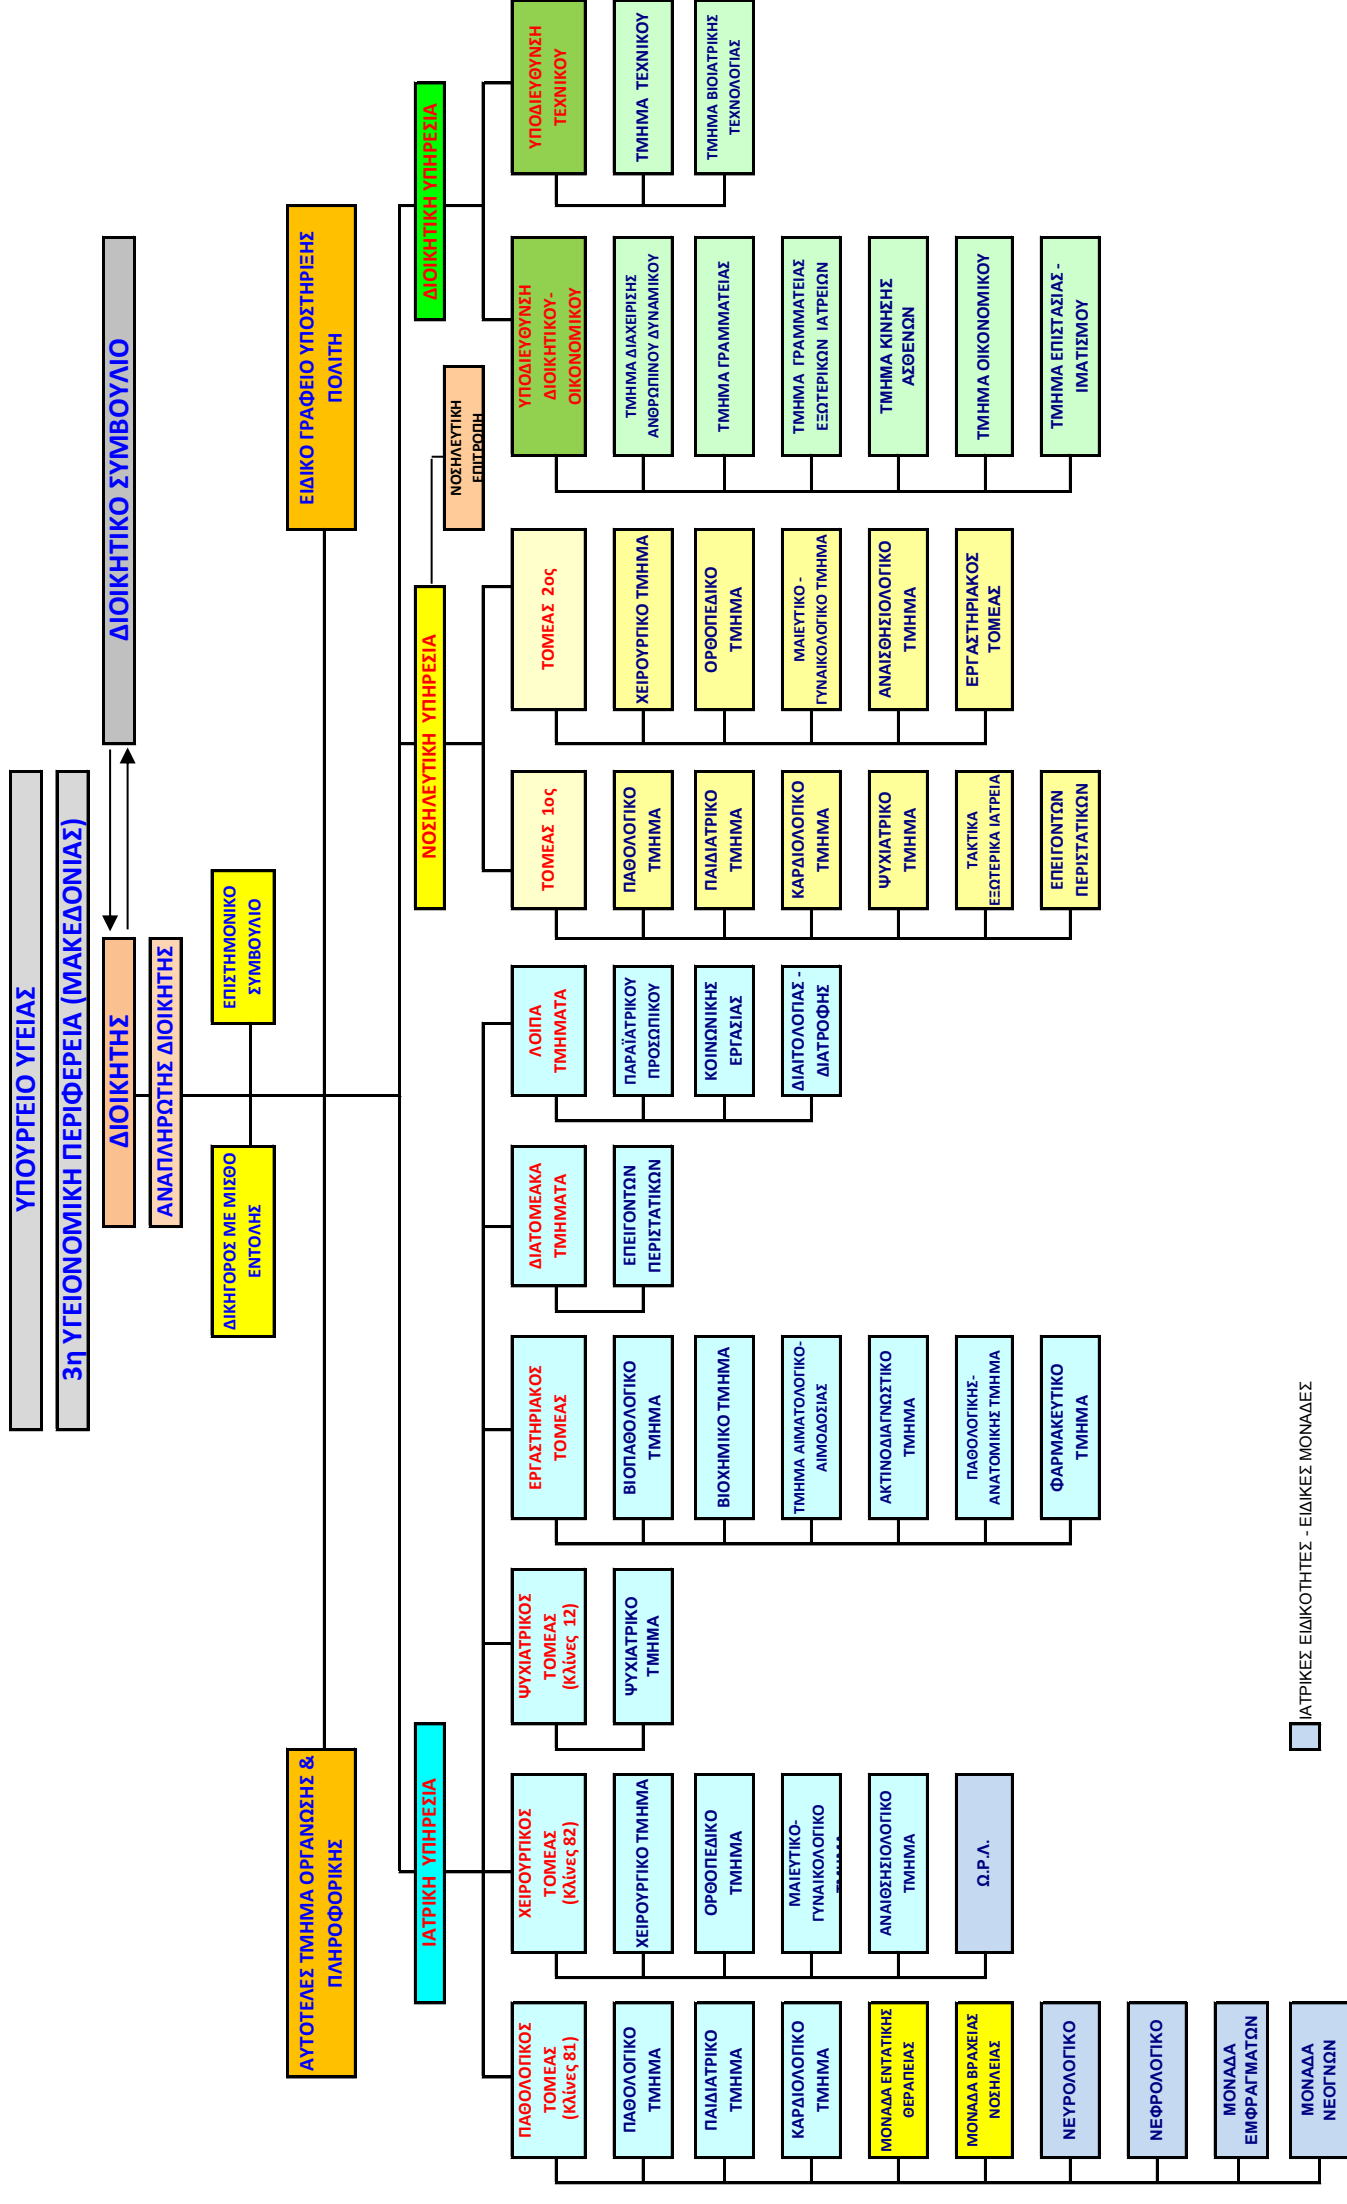 ΥΠΟΥΡΓΕΙΟ ΥΓΕΙΑΣ
3η ΥΓΕΙΟΝΟΜΙΚΗ ΠΕΡΙΦΕΡΕΙΑ (ΜΑΚΕΔΟΝΙΑΣ)
ΔΙΟΙΚΗΤΗΣ
ΔΙΟΙΚΗΤΙΚΟ ΣΥΜΒΟΥΛΙΟ
ΑΝΑΠΛΗΡΩΤΗΣ ΔΙΟΙΚΗΤΗΣ
ΔΙΚΗΓΟΡΟΣ ΜΕ ΜΙΣΘΟ
ΕΝΤΟΛΗΣ
ΕΠΙΣΤΗΜΟΝΙΚΟ
ΣΥΜΒΟΥΛΙΟ
ΑΥΤΟΤΕΛΕΣ ΤΜΗΜΑ ΟΡΓΑΝΩΣΗΣ &
ΠΛΗΡΟΦΟΡΙΚΗΣ
ΕΙΔΙΚΟ ΓΡΑΦΕΙΟ ΥΠΟΣΤΗΡΙΞΗΣ
ΠΟΛΙΤΗ
ΙΑΤΡΙΚΗ ΥΠΗΡΕΣΙΑ
ΝΟΣΗΛΕΥΤΙΚΗ ΥΠΗΡΕΣΙΑ
ΝΟΣΗΛΕΥΤΙΚΗ
ΕΠΙΤΡΟΠΗ
ΔΙΟΙΚΗΤΙΚΗ ΥΠΗΡΕΣΙΑ
ΠΑΘΟΛΟΓΙΚΟΣ
ΤΟΜΕΑΣ
(Κλίνες 81)
ΠΑΘΟΛΟΓΙΚΟ
ΤΜΗΜΑ
ΠΑΙΔΙΑΤΡΙΚΟ
ΤΜΗΜΑ
ΚΑΡΔΙΟΛΟΓΙΚΟ
ΤΜΗΜΑ
ΜΟΝΑΔΑ ΕΝΤΑΤΙΚΗΣ
ΘΕΡΑΠΕΙΑΣ
ΜΟΝΑΔΑ ΒΡΑΧΕΙΑΣ
ΝΟΣΗΛΕΙΑΣ
ΝΕΥΡΟΛΟΓΙΚΟ
ΝΕΦΡΟΛΟΓΙΚΟ
ΜΟΝΑΔΑ
ΕΜΦΡΑΓΜΑΤΩΝ
ΜΟΝΑΔΑ
ΝΕΟΓΝΩΝ
ΧΕΙΡΟΥΡΓΙΚΟΣ
ΤΟΜΕΑΣ
(Κλίνες 82)
ΧΕΙΡΟΥΡΓΙΚΟ ΤΜΗΜΑ
ΟΡΘΟΠΕΔΙΚΟ
ΤΜΗΜΑ
ΜΑΙΕΥΤΙΚΟ-
ΓΥΝΑΙΚΟΛΟΓΙΚΟ
ΑΝΑΙΘΣΗΣΙΟΛΟΓΙΚΟ
ΤΜΗΜΑ
Ω.Ρ.Λ.
ΨΥΧΙΑΤΡΙΚΟΣ
ΤΟΜΕΑΣ
(Κλίνες 12)
ΨΥΧΙΑΤΡΙΚΟ
ΤΜΗΜΑ
ΕΡΓΑΣΤΗΡΙΑΚΟΣ
ΤΟΜΕΑΣ
ΒΙΟΠΑΘΟΛΟΓΙΚΟ
ΤΜΗΜΑ
ΒΙΟΧΗΜΙΚΟ ΤΜΗΜΑ
ΤΜΗΜΑ ΑΙΜΑΤΟΛΟΓΙΚΟ-
ΑΙΜΟΔΟΣΙΑΣ
ΑΚΤΙΝΟΔΙΑΓΝΩΣΤΙΚΟ
ΤΜΗΜΑ
ΠΑΘΟΛΟΓΙΚΗΣ-
ΑΝΑΤΟΜΙΚΗΣ ΤΜΗΜΑ
ΦΑΡΜΑΚΕΥΤΙΚΟ
ΤΜΗΜΑ
ΔΙΑΤΟΜΕΑΚΑ
ΤΜΗΜΑΤΑ
ΕΠΕΙΓΟΝΤΩΝ
ΠΕΡΙΣΤΑΤΙΚΩΝ
ΛΟΙΠΑ
ΤΜΗΜΑΤΑ
ΠΑΡΑΪΑΤΡΙΚΟΥ
ΠΡΟΣΩΠΙΚΟΥ
ΚΟΙΝΩΝΙΚΗΣ
ΕΡΓΑΣΙΑΣ
ΔΙΑΙΤΟΛΟΓΙΑΣ -
ΔΙΑΤΡΟΦΗΣ
ΤΟΜΕΑΣ 1ος
ΠΑΘΟΛΟΓΙΚΟ
ΤΜΗΜΑ
ΠΑΙΔΙΑΤΡΙΚΟ
ΤΜΗΜΑ
ΚΑΡΔΙΟΛΟΓΙΚΟ
ΤΜΗΜΑ
ΨΥΧΙΑΤΡΙΚΟ
ΤΜΗΜΑ
ΤΑΚΤΙΚΑ
ΕΞΩΤΕΡΙΚΑ ΙΑΤΡΕΙΑ
ΕΠΕΙΓΟΝΤΩΝ
ΠΕΡΙΣΤΑΤΙΚΩΝ
ΤΟΜΕΑΣ 2ος
ΧΕΙΡΟΥΡΓΙΚΟ ΤΜΗΜΑ
ΟΡΘΟΠΕΔΙΚΟ
ΤΜΗΜΑ
ΜΑΙΕΥΤΙΚΟ -
ΓΥΝΑΙΚΟΛΟΓΙΚΟ ΤΜΗΜΑ
ΑΝΑΙΣΘΗΣΙΟΛΟΓΙΚΟ
ΤΜΗΜΑ
ΕΡΓΑΣΤΗΡΙΑΚΟΣ
ΤΟΜΕΑΣ
ΥΠΟΔΙΕΥΘΥΝΣΗ
ΔΙΟΙΚΗΤΙΚΟΥ-
ΟΙΚΟΝΟΜΙΚΟΥ
ΤΜΗΜΑ ΔΙΑΧΕΙΡΙΣΗΣ
ΑΝΘΡΩΠΙΝΟΥ ΔΥΝΑΜΙΚΟΥ
ΤΜΗΜΑ ΓΡΑΜΜΑΤΕΙΑΣ
ΤΜΗΜΑ ΓΡΑΜΜΑΤΕΙΑΣ
ΕΞΩΤΕΡΙΚΩΝ ΙΑΤΡΕΙΩΝ
ΤΜΗΜΑ ΚΙΝΗΣΗΣ
ΑΣΘΕΝΩΝ
ΤΜΗΜΑ ΟΙΚΟΝΟΜΙΚΟΥ
ΤΜΗΜΑ ΕΠΙΣΤΑΣΙΑΣ -
ΙΜΑΤΙΣΜΟΥ
ΥΠΟΔΙΕΥΘΥΝΣΗ
ΤΕΧΝΙΚΟΥ
ΤΜΗΜΑ ΤΕΧΝΙΚΟΥ
ΤΜΗΜΑ ΒΙΟΙΑΤΡΙΚΗΣ
ΤΕΧΝΟΛΟΓΙΑΣ
ΙΑΤΡΙΚΕΣ ΕΙΔΙΚΟΤΗΤΕΣ - ΕΙΔΙΚΕΣ ΜΟΝΑΔΕΣ